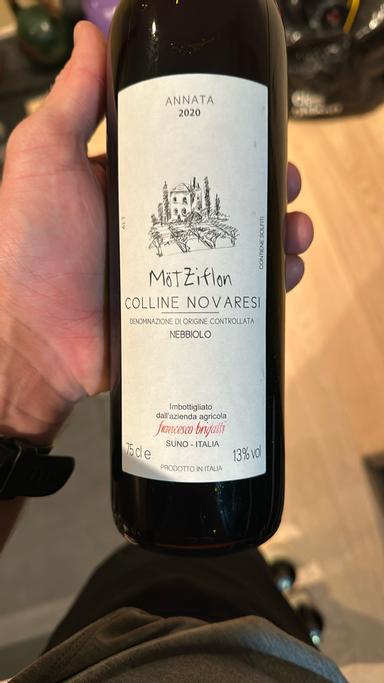 ANNATA
2020
CONTIENE SOLFITI
MötZiflon
COLLINE NOVARESI
DENOMINAZIONE DI ORIGINE CONTROLLATA
NEBBIOLO
Imbottigliato
dall'azienda agricola
francesco brigatti
SUNO - ITALIA
75 cl e 13% vol
PRODOTTO IN ITALIA